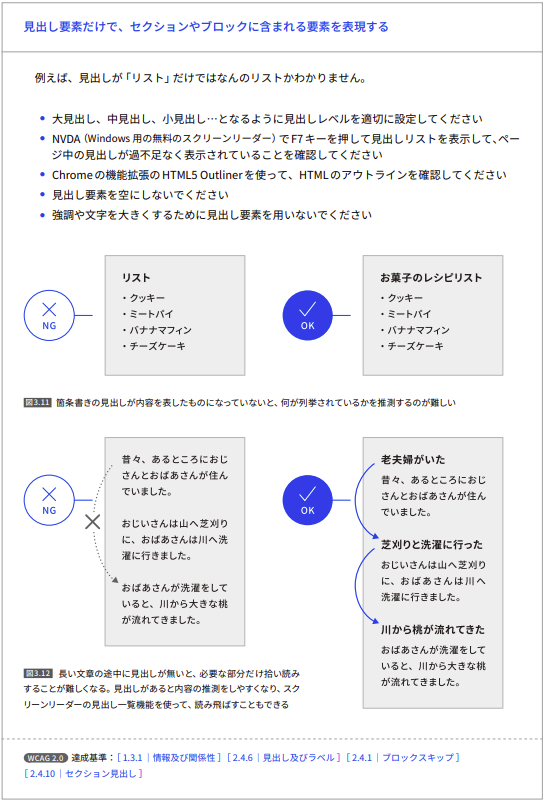 見出し要素だけで、セクションやブロックに含まれる要素を表現する
例えば、見出しが「リスト」だけではなんのリストかわかりません。
• 大見出し、中見出し、小見出し…となるように見出しレベルを適切に設定してください
• NVDA（Windows 用の無料のスクリーンリーダー）でF7キーを押して見出しリストを表示して、ペー
ジ中の見出しが過不足なく表示されていることを確認してください
• Chromeの機能拡張のHTML5 Outlinerを使って、HTMLのアウトラインを確認してください
• 見出し要素を空にしないでください
• 強調や文字を大きくするために見出し要素を用いないでください
NG
リスト
・クッキー
・ミートパイ
・バナナマフィン
・チーズケーキ
OK
お菓子のレシピリスト
・クッキー
・ミートパイ
・バナナマフィン
・チーズケーキ
図3.11 箇条書きの見出しが内容を表したものになっていないと、何が列挙されているかを推測するのが難しい
NG
昔々、あるところにおじ
さんとおばあさんが住ん
でいました。
おじいさんは山へ芝刈り
に、おばあさんは川へ洗
濯に行きました。
おばあさんが洗濯をして
いると、川から大きな桃
が流れてきました。
OK
老夫婦がいた
昔々、あるところにおじ
さんとおばあさんが住ん
でいました。
芝刈りと洗濯に行った
おじいさんは山へ芝刈り
に、おばあさんは川へ
洗濯に行きました。
川から桃が流れてきた
おばあさんが洗濯をして
いると、川から大きな桃
が流れてきました。
図3.12 長い文章の途中に見出しが無いと、必要な部分だけ拾い読み
することが難しくなる。見出しがあると内容の推測をしやすくなり、スク
リーンリーダーの見出し一覧機能を使って、読み飛ばすこともできる
WCAG 2.0 達成基準：[ 1.3.1｜情報及び関係性 ] [ 2.4.6｜見出し及びラベル ] [ 2.4.1｜ブロックスキップ ]
[ 2.4.10｜セクション見出し ]